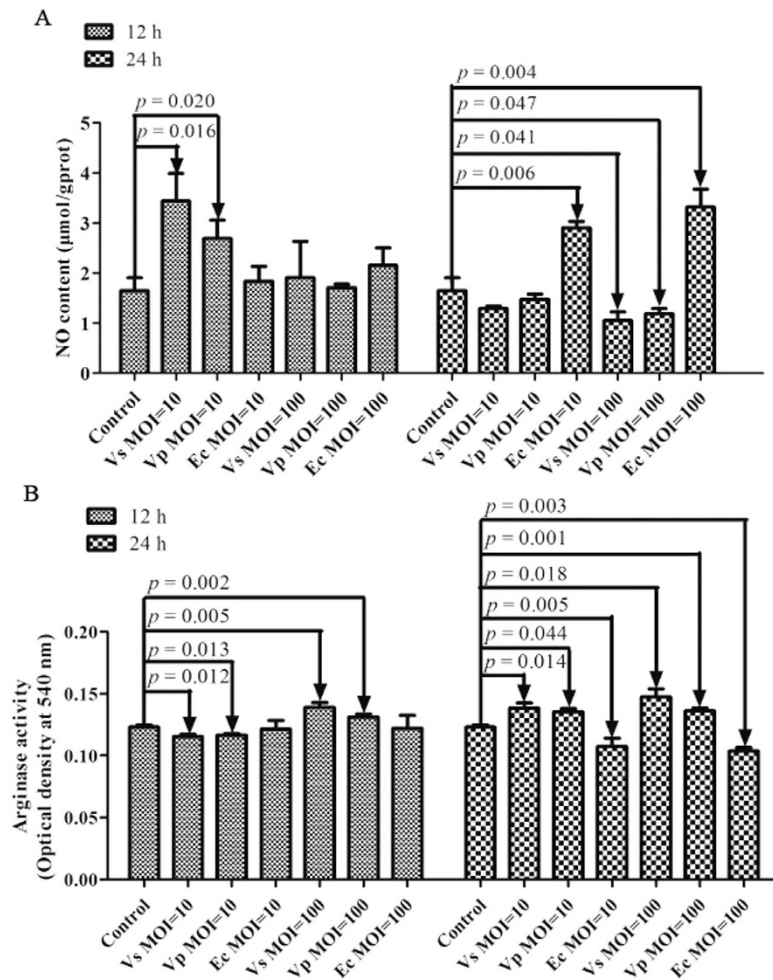 A
12 h
24 h
p = 0.020
p = 0.016
p = 0.004
p = 0.047
p = 0.041
p = 0.006
NO content (μmol/gprot)
5
4
3
2
1
0
Control
Vs MOI=10
Vp MOI=10
Ec MOI=10
Vs MOI=100
Vp MOI=100
Ec MOI=100
Control
Vs MOI=10
Vp MOI=10
Ec MOI=10
Vs MOI=100
Vp MOI=100
Ec MOI=100
B
12 h
24 h
p = 0.002
p = 0.005
p = 0.013
p = 0.012
p = 0.003
p = 0.001
p = 0.018
p = 0.005
p = 0.044
p = 0.014
Arginase activity
(Optical density at 540 nm)
0.20
0.15
0.10
0.05
0.00
Control
Vs MOI=10
Vp MOI=10
Ec MOI=10
Vs MOI=100
Vp MOI=100
Ec MOI=100
Control
Vs MOI=10
Vp MOI=10
Ec MOI=10
Vs MOI=100
Vp MOI=100
Ec MOI=100